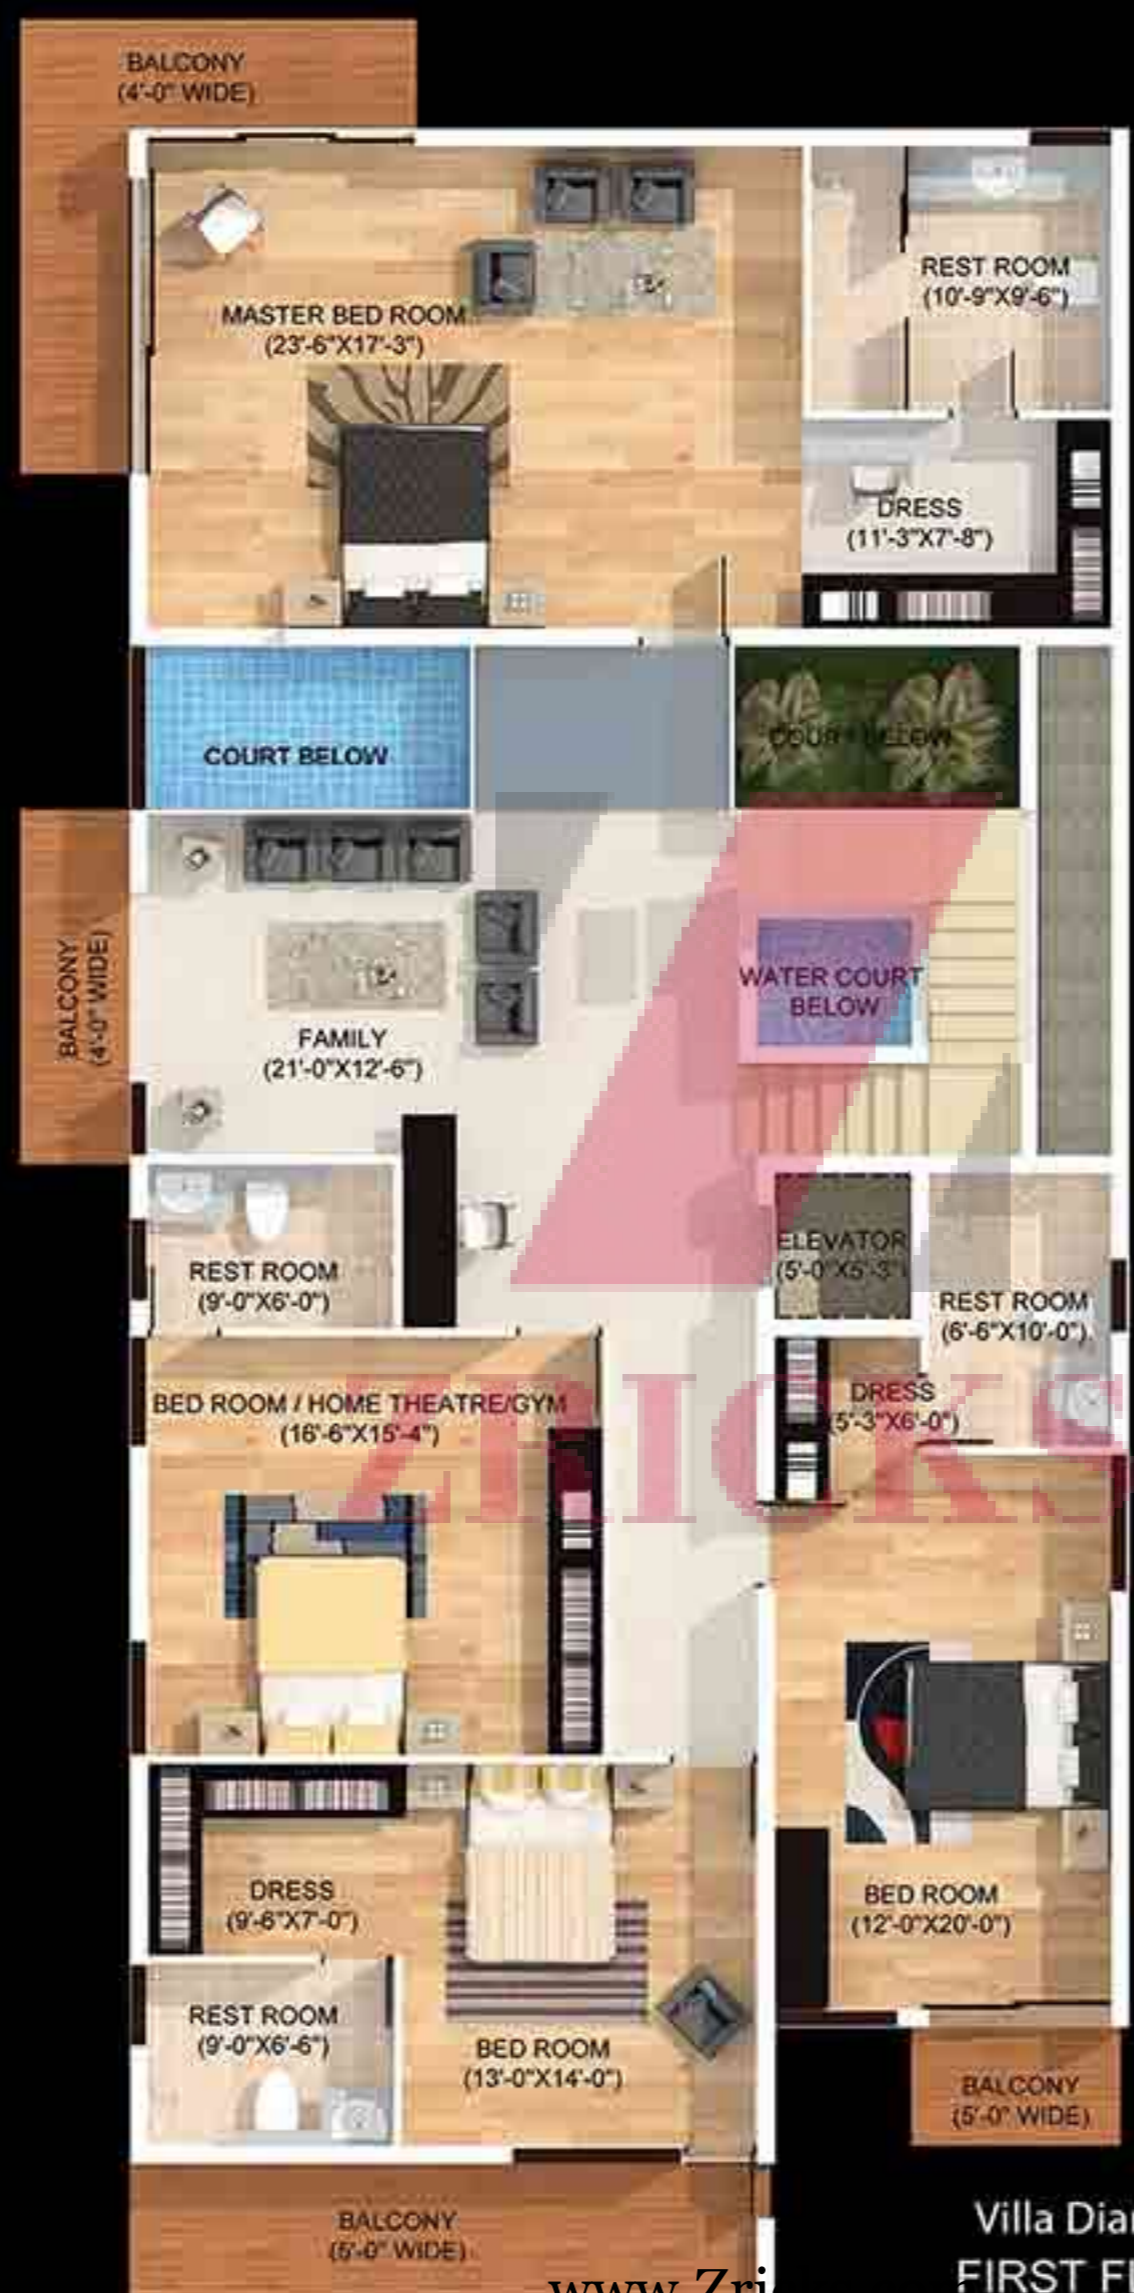 BALCONY
(4'-0" WIDE)
MASTER BED ROOM
(23'-6"X17'-3")
REST ROOM
(10'-9"X9'-6")
DRESS
(11'-3"X7'-8")
COURT BELOW
COURT BELOW
BALCONY
(4'-0" WIDE)
FAMILY
(21'-0"X12'-6")
WATER COURT
BELOW
REST ROOM
(9'-0"X6'-0")
ELEVATOR
(5'-0"X5'-3")
REST ROOM
(6'-6"X10'-0")
BED ROOM / HOME THEATRE/GYM
(16'-6"X15'-4")
DRESS
(5'-3"X6'-0")
ZRICKS
DRESS
(9'-6"X7'-0")
BED ROOM
(12'-0"X20'-0")
REST ROOM
(9'-0"X6'-6")
BED ROOM
(13'-0"X14'-0")
BALCONY
(5'-0" WIDE)
BALCONY
(5'-0" WIDE)
Villa Dia
FIRST F
www.Zri